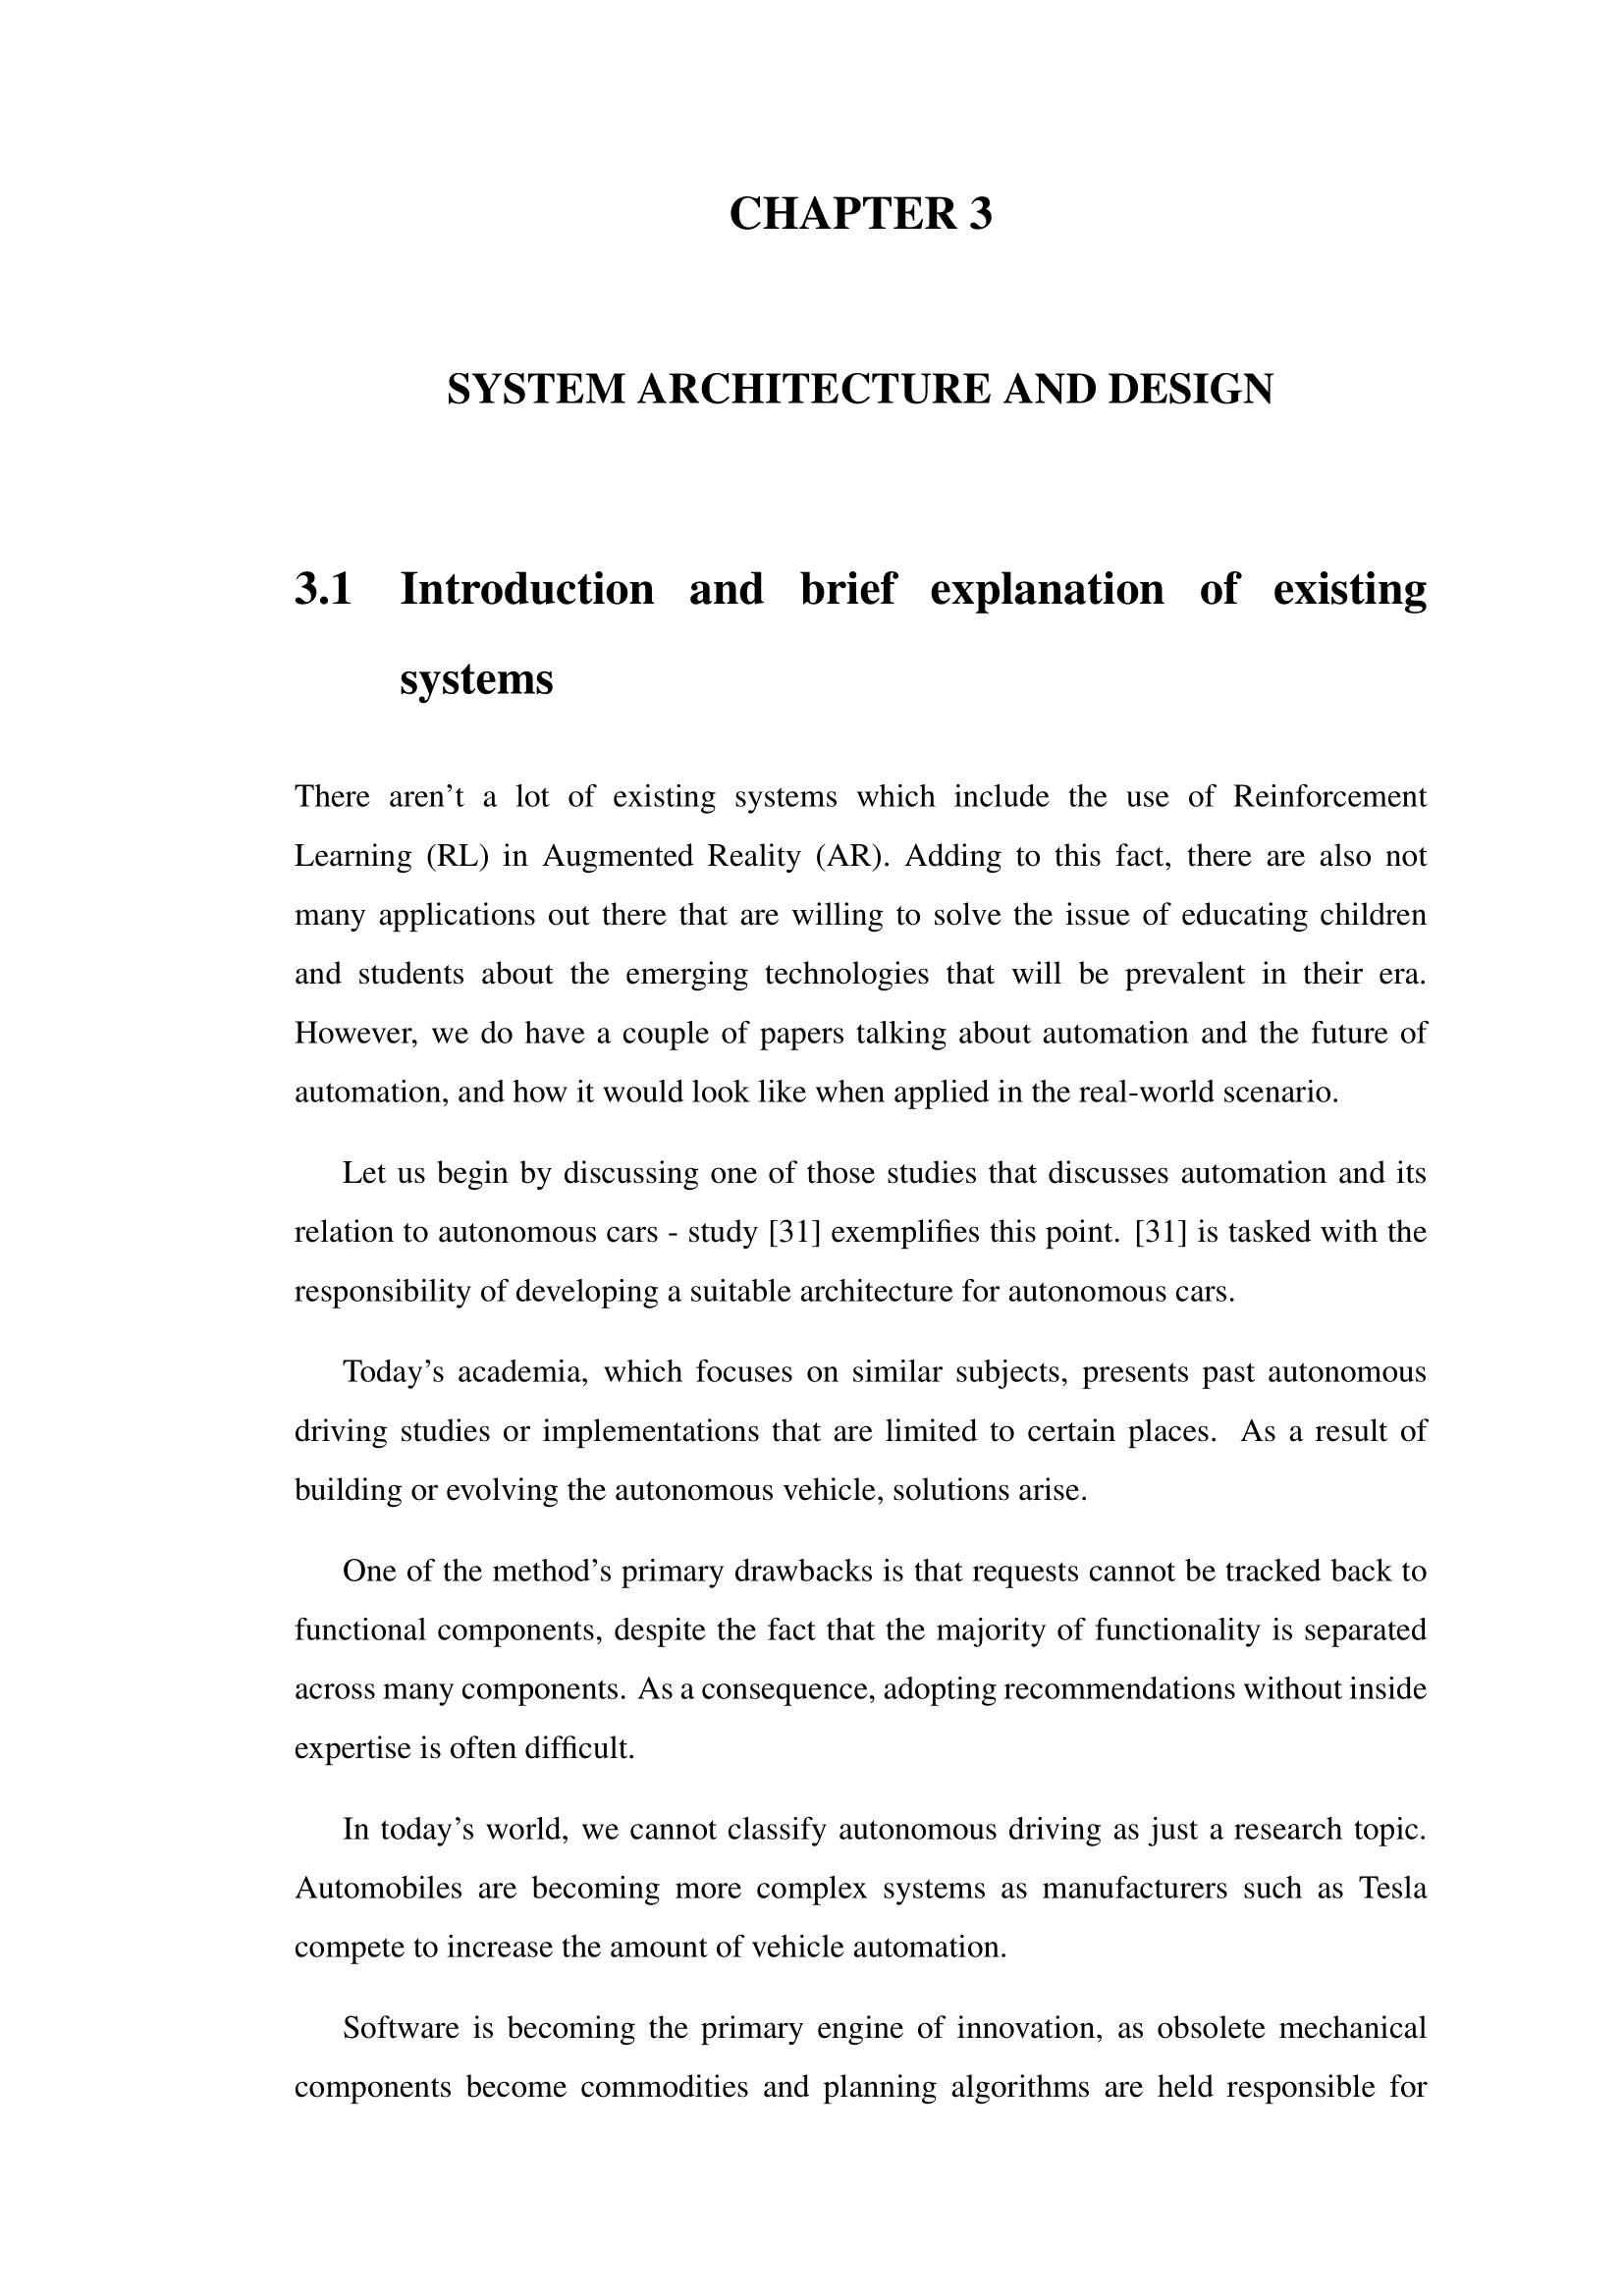 CHAPTER 3
SYSTEM ARCHITECTURE AND DESIGN
3.1 Introduction and brief explanation of existing
systems
There aren't a lot of existing systems which include the use of Reinforcement
Learning (RL) in Augmented Reality (AR). Adding to this fact, there are also not
many applications out there that are willing to solve the issue of educating children
and students about the emerging technologies that will be prevalent in their era.
However, we do have a couple of papers talking about automation and the future of
automation, and how it would look like when applied in the real-world scenario.
Let us begin by discussing one of those studies that discusses automation and its
relation to autonomous cars - study [31] exemplifies this point. [31] is tasked with the
responsibility of developing a suitable architecture for autonomous cars.
Today's academia, which focuses on similar subjects, presents past autonomous
driving studies or implementations that are limited to certain places. As a result of
building or evolving the autonomous vehicle, solutions arise.
One of the method's primary drawbacks is that requests cannot be tracked back to
functional components, despite the fact that the majority of functionality is separated
across many components. As a consequence, adopting recommendations without inside
expertise is often difficult.
In today's world, we cannot classify autonomous driving as just a research topic.
Automobiles are becoming more complex systems as manufacturers such as Tesla
compete to increase the amount of vehicle automation.
Software is becoming the primary engine of innovation, as obsolete mechanical
components become commodities and planning algorithms are held responsible for